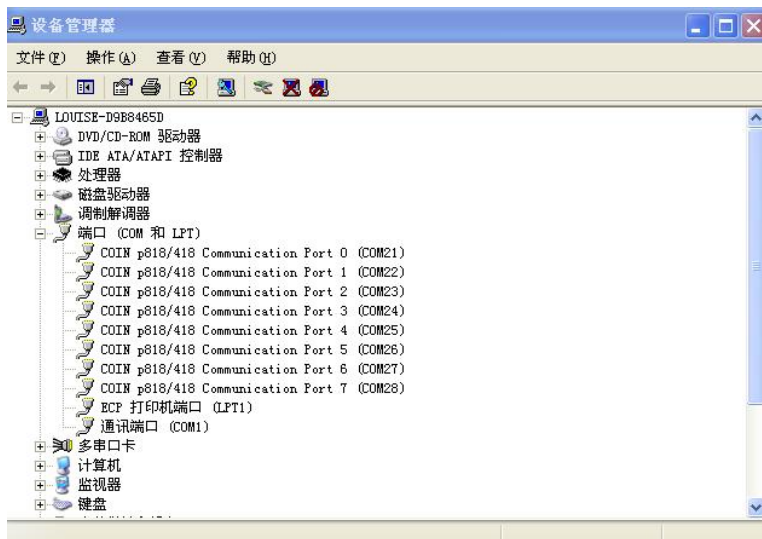 设备管理器
文件(F) 操作(A) 查看(V) 帮助(H)
LOUISE-D9B8465D
DVD/CD-ROM 驱动器
IDE ATA/ATAPI 控制器
处理器
磁盘驱动器
调制解调器
端口 (COM 和 LPT)
COIN p818/418 Communication Port 0 (COM21)
COIN p818/418 Communication Port 1 (COM22)
COIN p818/418 Communication Port 2 (COM23)
COIN p818/418 Communication Port 3 (COM24)
COIN p818/418 Communication Port 4 (COM25)
COIN p818/418 Communication Port 5 (COM26)
COIN p818/418 Communication Port 6 (COM27)
COIN p818/418 Communication Port 7 (COM28)
ECP 打印机端口 (LPT1)
通讯端口 (COM1)
多串口卡
计算机
监视器
键盘